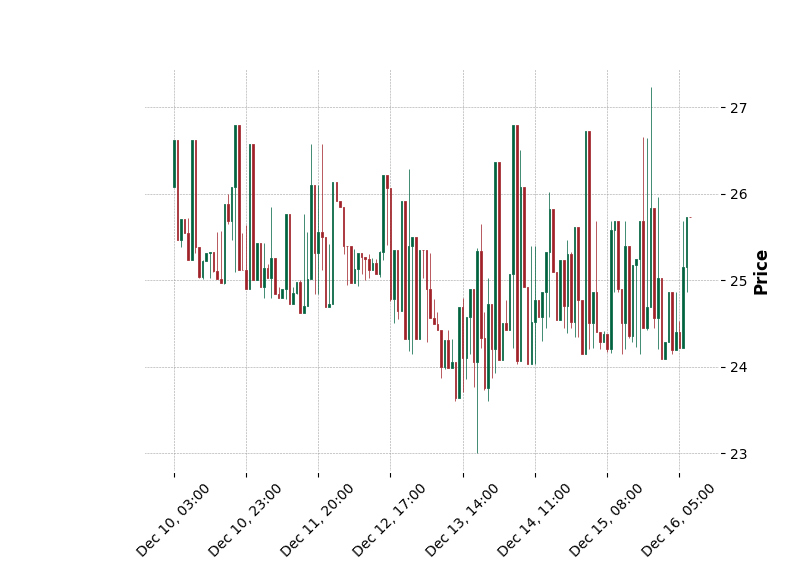 27
26
25
24
23
Price
Dec 10, 03:00
Dec 10, 23:00
Dec 11, 20:00
Dec 12, 17:00
Dec 13, 14:00
Dec 14, 11:00
Dec 15, 08:00
Dec 16, 05:00